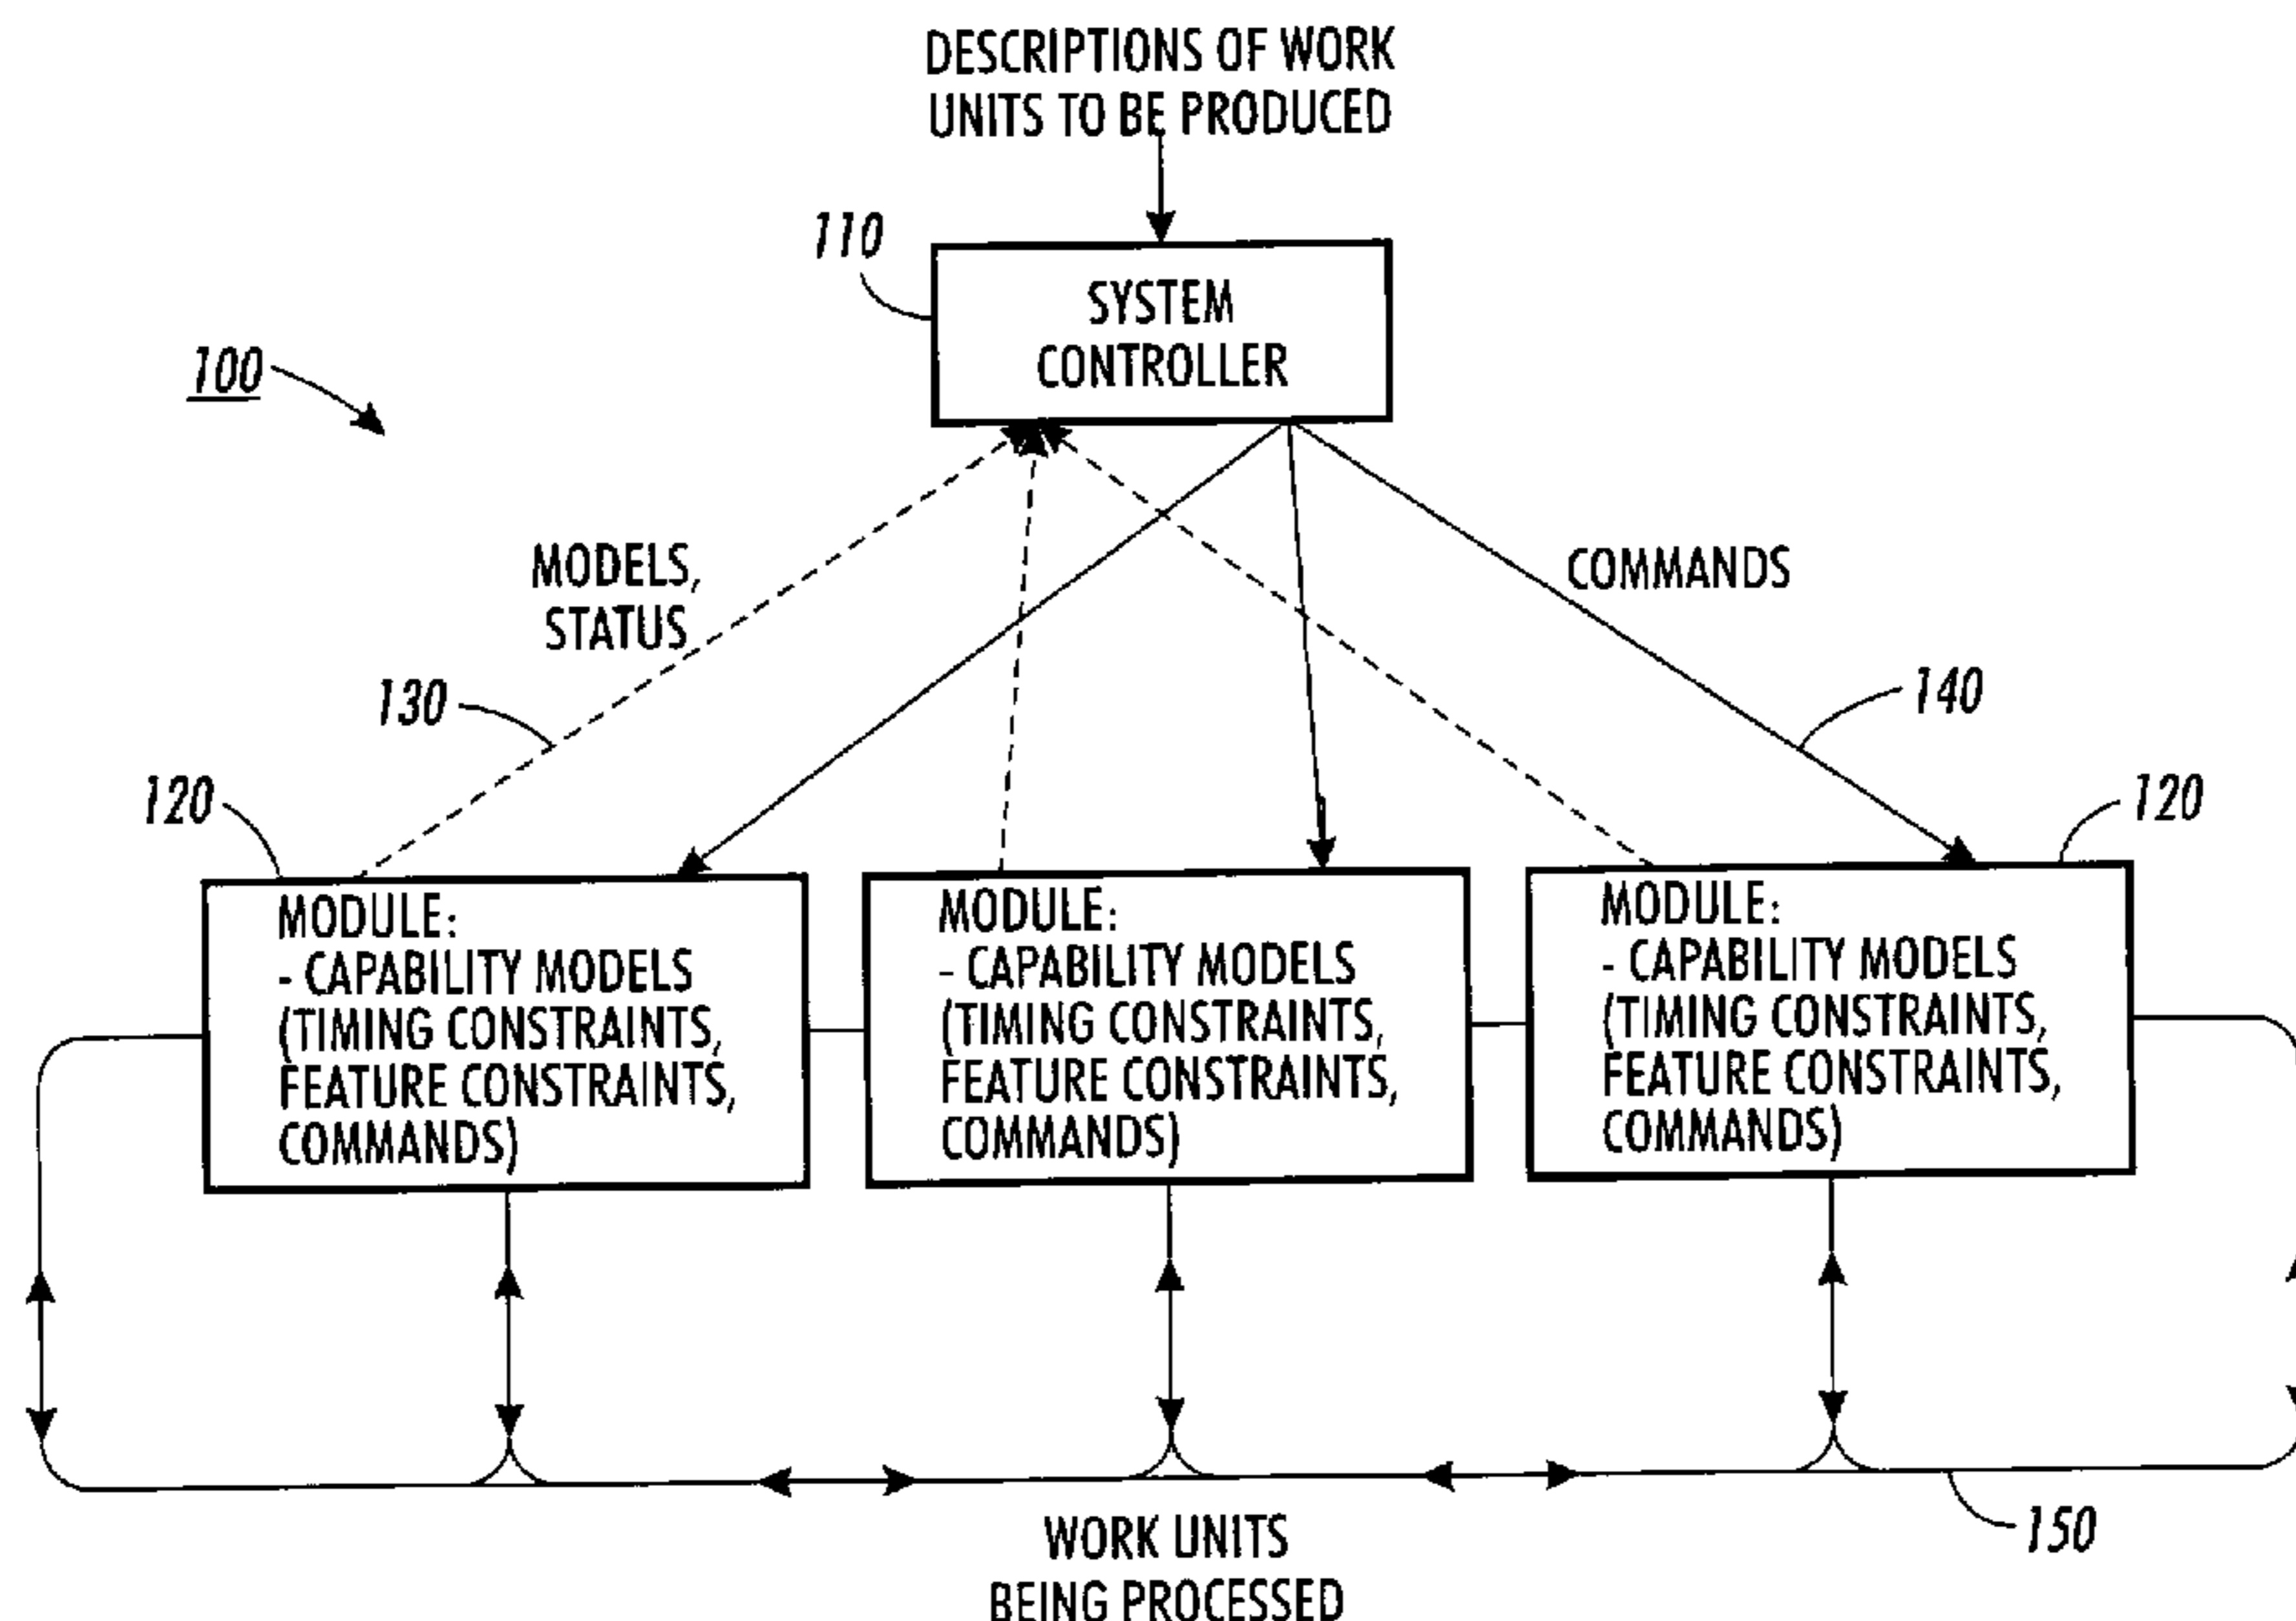 DESCRIPTIONS OF WORK
UNITS TO BE PRODUCED
110
SYSTEM
CONTROLLER
100
MODELS,
STATUS
COMMANDS
130
140
120
120
MODULE:
- CAPABILITY MODELS
(TIMING CONSTRAINTS,
FEATURE CONSTRAINTS,
COMMANDS)
MODULE:
- CAPABILITY MODELS
(TIMING CONSTRAINTS,
FEATURE CONSTRAINTS,
COMMANDS)
MODULE:
- CAPABILITY MODELS
(TIMING CONSTRAINTS,
FEATURE CONSTRAINTS,
COMMANDS)
150
WORK UNITS
BEING PROCESSED